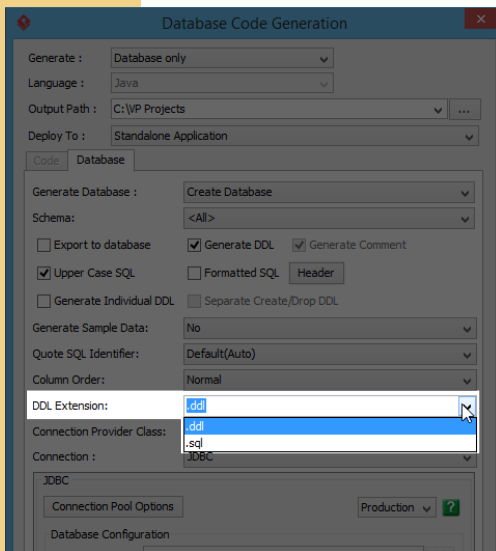 Database Code Generation
Generate : Database only
Language : Java
Output Path : C:\VP Projects ...
Deploy To : Standalone Application
Code Database
Generate Database : Create Database
Schema: <All>
Export to database Generate DDL Generate Comment
Upper Case SQL Formatted SQL Header
Generate Individual DDL Separate Create/Drop DDL
Generate Sample Data: No
Quote SQL Identifier: Default(Auto)
Column Order: Normal
DDL Extension: .ddl
.ddl
Connection Provider Class:
.sql
Connection : JDBC
JDBC
Connection Pool Options Production ?
Database Configuration